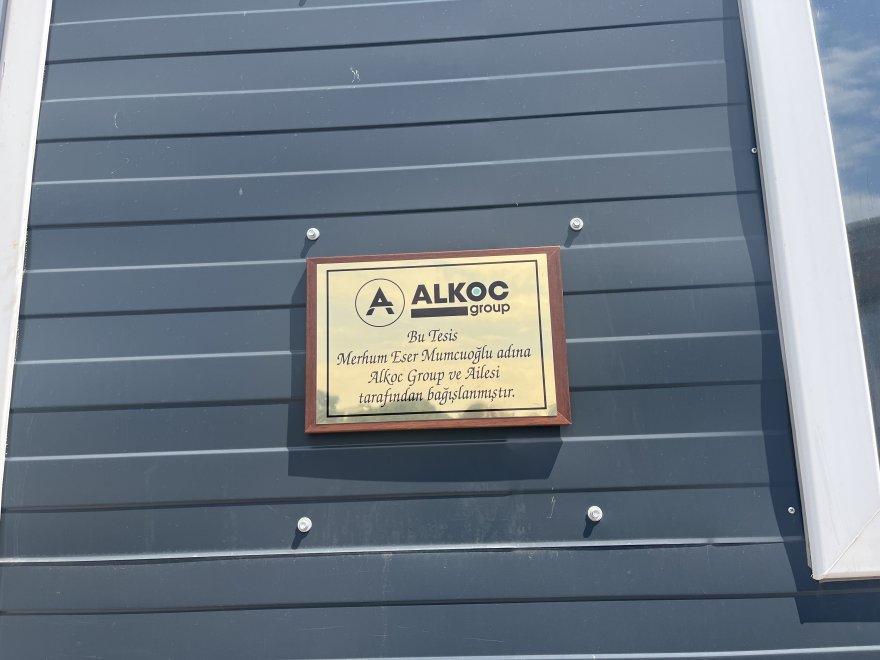 A ALKOC
group
Bu Tesis
Merhum Eser Mumcuoğlu adına
Alkoc Group ve Ailesi
tarafından bağışlanmıştır.